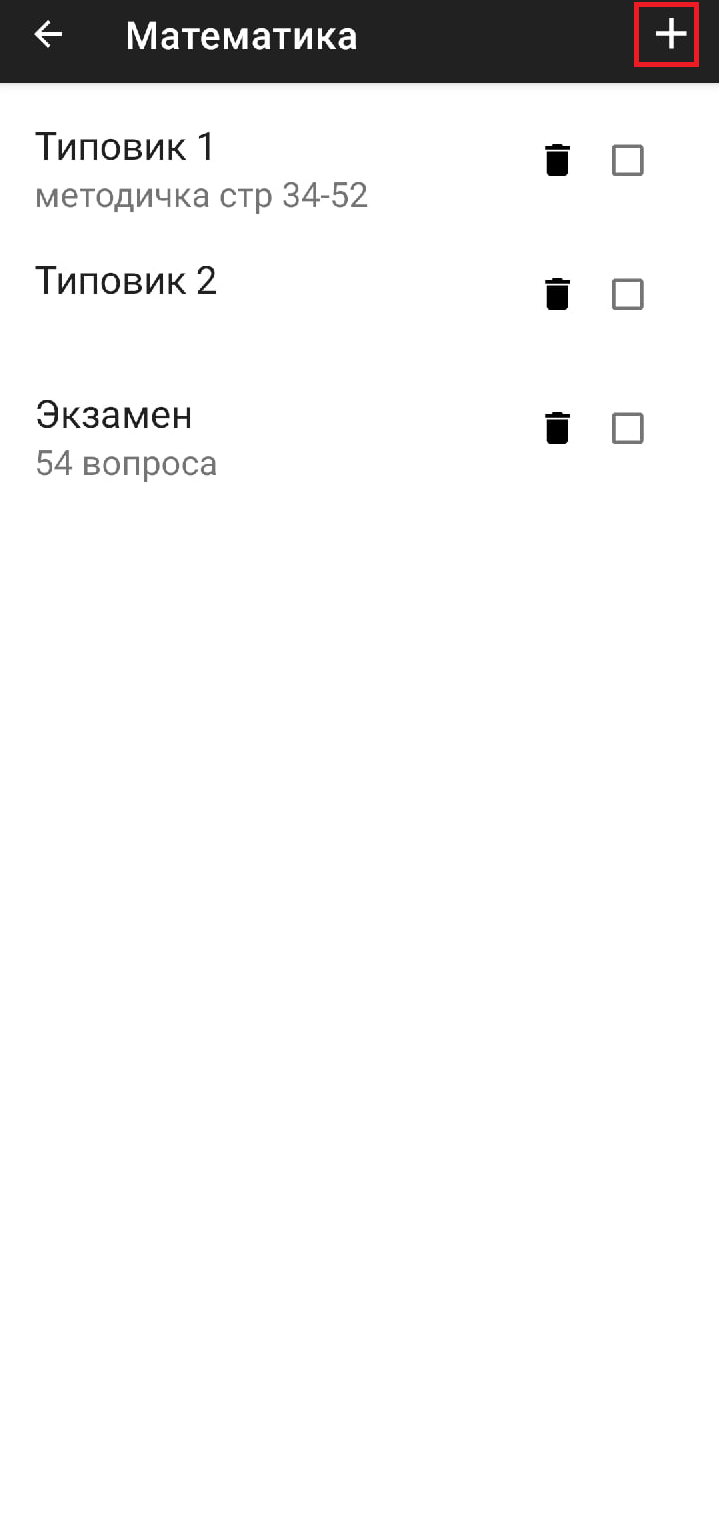 Математика
Типовик 1
методичка стр 34-52
Типовик 2
Экзамен
54 вопроса